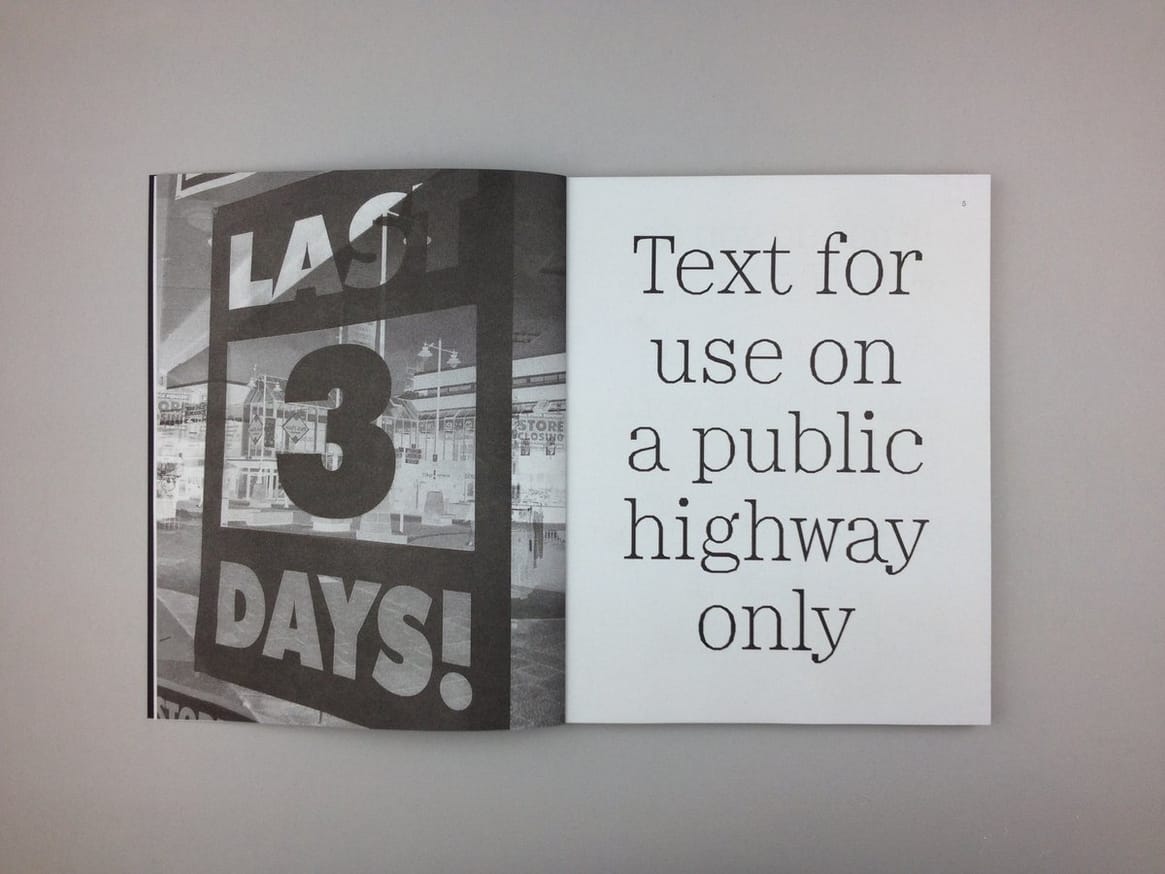 LAST
3
DAYS!
STORE
CLOSING
5
Text for
use on
a public
highway
only